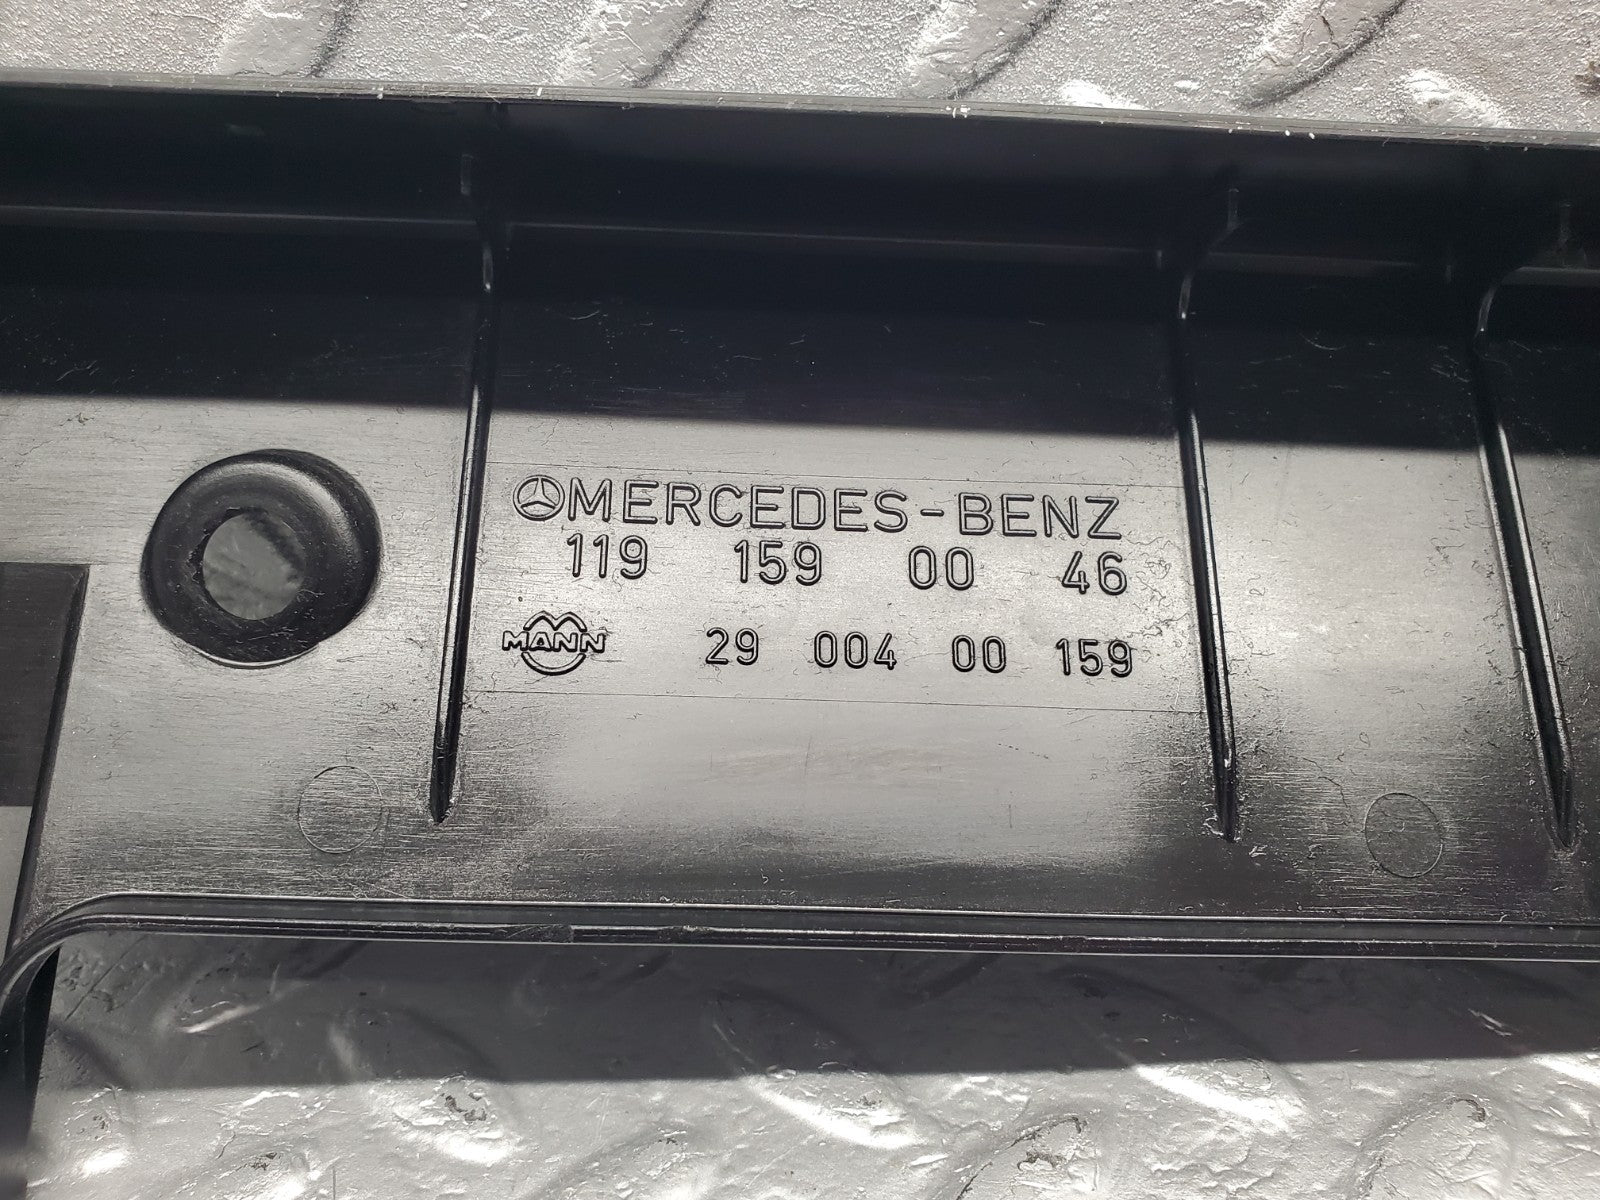 MERCEDES-BENZ
119 159 00 46
MANN 29 004 00 159